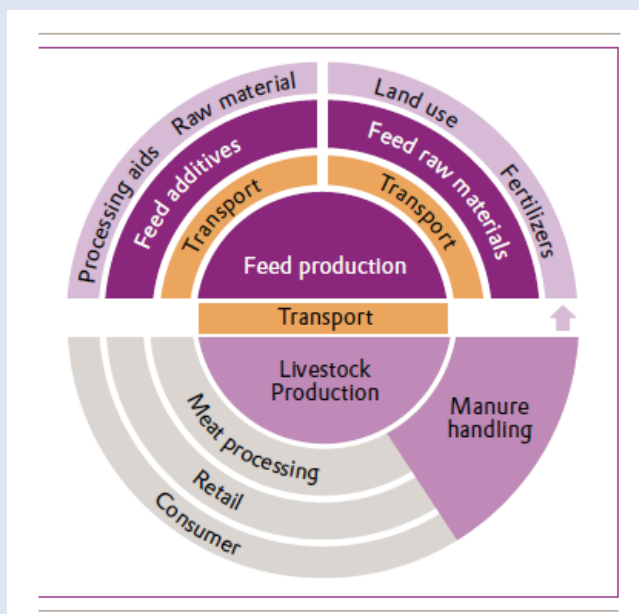 Processing aids Raw material
Land use Fertilizers
Feed additives
Feed raw materials
Transport
Transport
Feed production
Transport
Livestock
Production
Manure
handling
Meat processing
Retail
Consumer